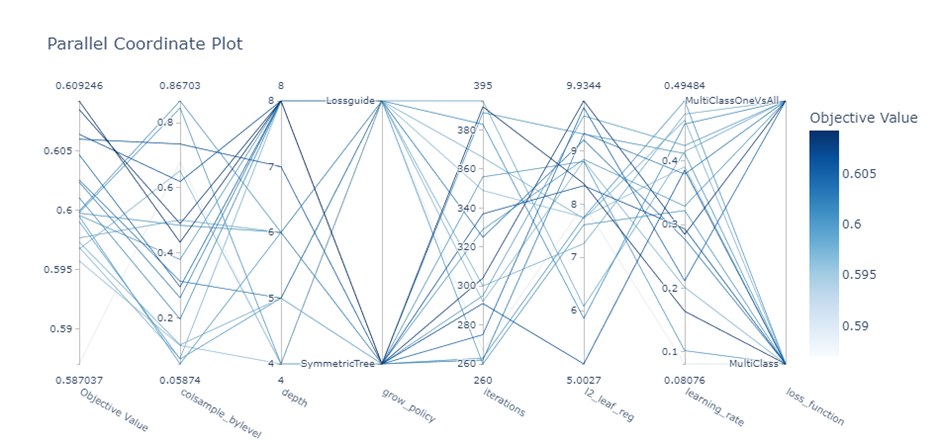 Parallel Coordinate Plot
0.609246 0.86703 8 395 9.9344 0.49484
Objective Value
8 Lossguide MultiClassOneVsAll
0.8 380
0.605 9 0.4 0.605
7 360
0.6 8
340
0.6 6 0.3 0.6
0.4 320
7
0.595 300 0.595
5 0.2
0.2 280 6
0.59 0.59
0.1
4 SymmetricTree 260 MultiClass
0.587037 0.05874 4 260 5.0027 0.08076
Objective Value colsample_bylevel depth grow_policy iterations l2_leaf_reg learning_rate loss_function